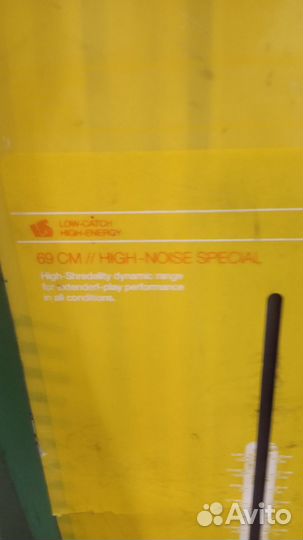 LOW-CATCH
HIGH-ENERGY
69 CM // HIGH-NOISE SPECIAL
High-Shredelity dynamic range
for extended-play performance
in all conditions.
Avito